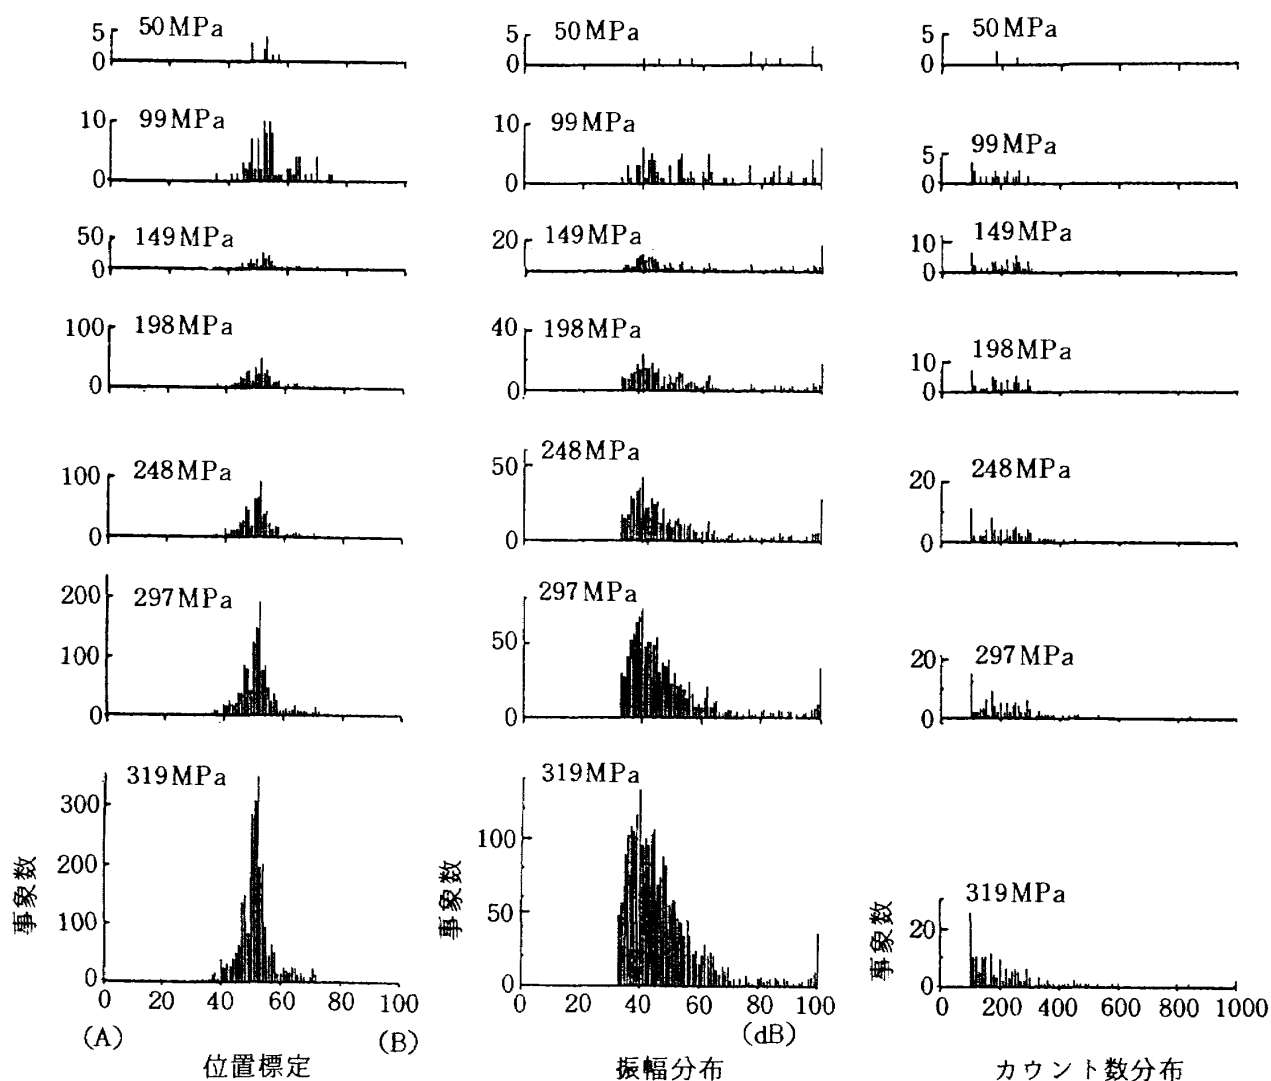 5 50MPa
0
10 99MPa
0
50 149MPa
0
100 198MPa
0
100 248MPa
0
200 297MPa
100
0
319MPa
300
200
100
0
事象数
0 20 40 60 80 100
(A) (B)
位置標定
5 50MPa
0
10 99MPa
0
20 149MPa
0
40 198MPa
0
50 248MPa
0
297MPa
50
0
319MPa
100
50
0
事象数
0 20 40 60 80 100
(dB)
振幅分布
5 50MPa
0
5 99MPa
0
10 149MPa
0
10 198MPa
0
20 248MPa
0
20 297MPa
0
319MPa
20
0
事象数
0 200 400 600 800 1000
カウント数分布